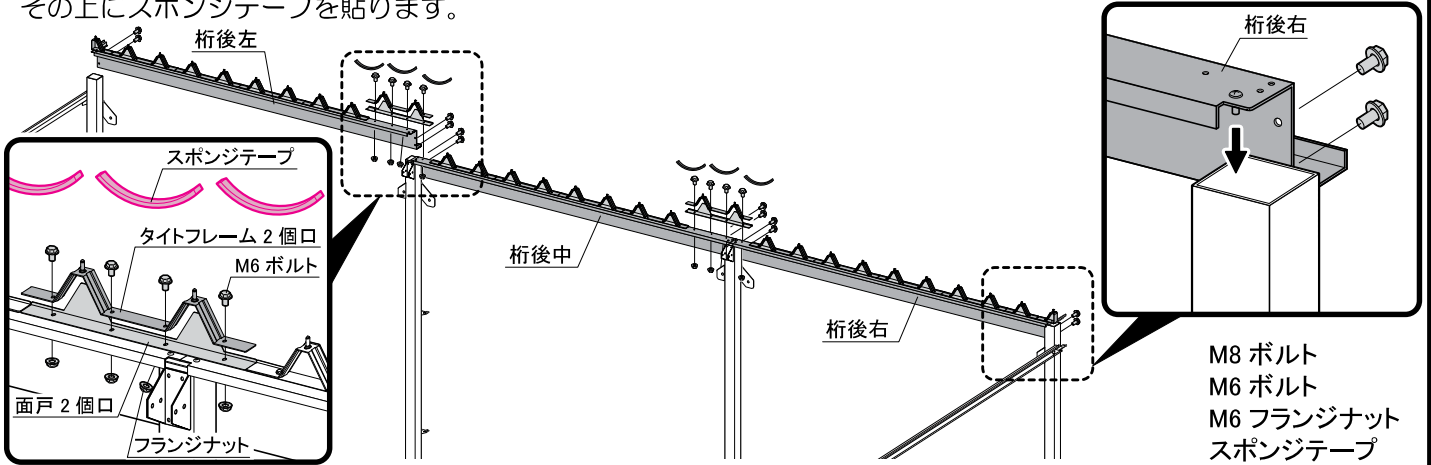 その上にスポンジテープを貼ります。
桁後左
桁後右
スポンジテープ
タイトフレーム 2 個口
M6 ボルト
面戸 2 個口
フランジナット
桁後中
桁後右
M8 ボルト
M6 ボルト
M6 フランジナット
スポンジテープ